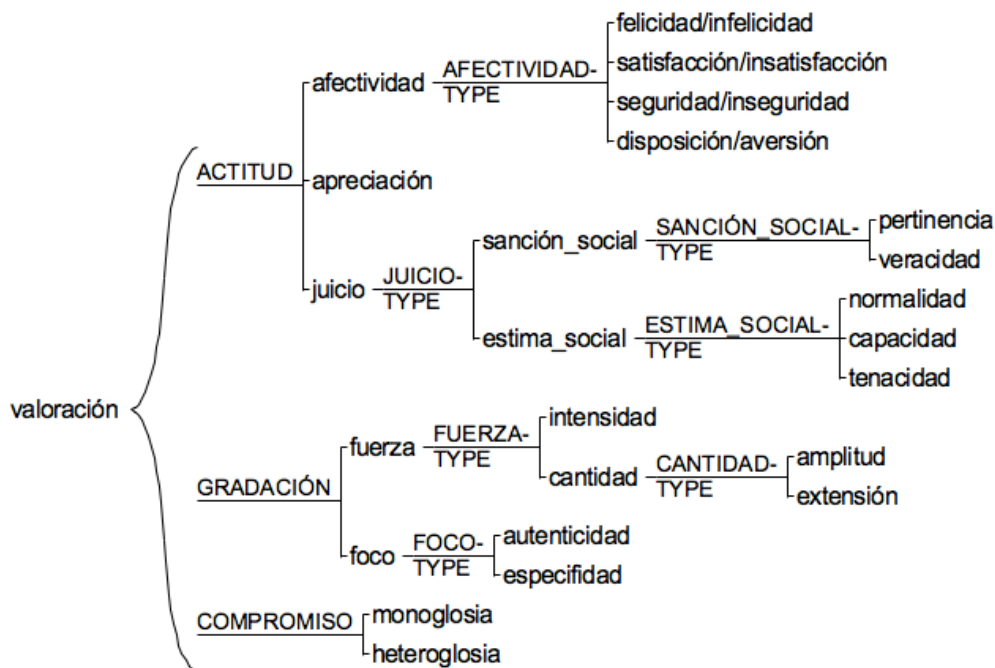 felicidad/infelicidad
afectividad AFECTIVIDAD-
TYPE
satisfacción/insatisfacción
seguridad/inseguridad
disposición/aversión
ACTITUD
apreciación
juicio JUICIO-
TYPE
sanción_social SANCIÓN_SOCIAL-
TYPE
pertinencia
veracidad
estima_social ESTIMA_SOCIAL-
TYPE
normalidad
capacidad
tenacidad
valoración
GRADACIÓN
fuerza FUERZA-
TYPE
intensidad
cantidad CANTIDAD-
TYPE
amplitud
extensión
foco FOCO-
TYPE
autenticidad
especifidad
COMPROMISO
monoglosia
heteroglosia